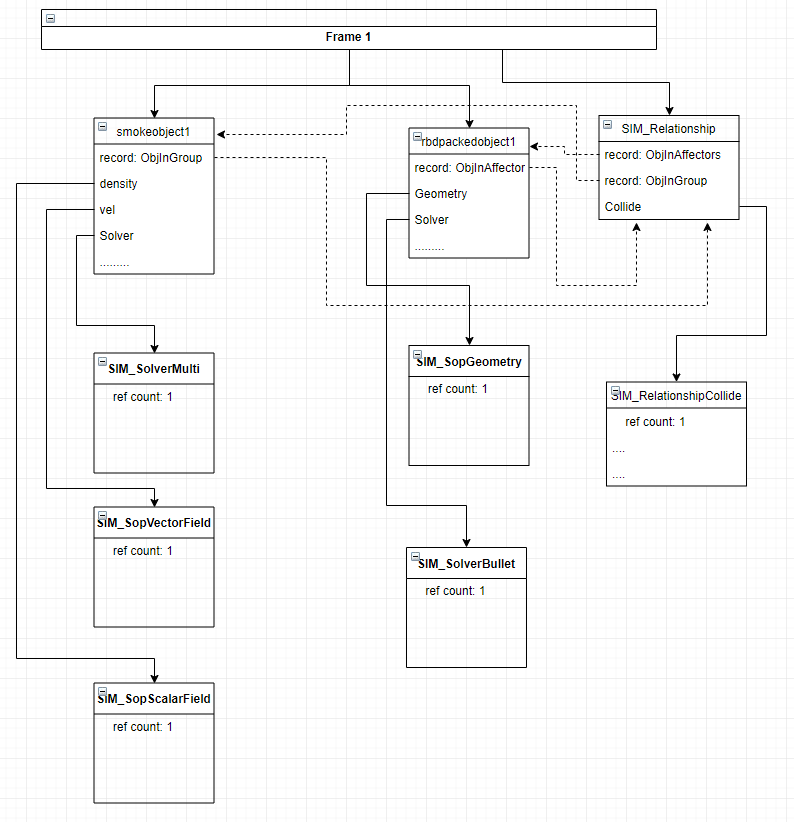 Frame 1
smokeobject1
record: ObjInGroup
density
vel
Solver
.........
rbdpackedobject1
record: ObjInAffector
Geometry
Solver
.........
SIM_Relationship
record: ObjInAffectors
record: ObjInGroup
Collide
SIM_SolverMulti
ref count: 1
SIM_SopGeometry
ref count: 1
SIM_RelationshipCollide
ref count: 1
....
....
SIM_SopVectorField
ref count: 1
SIM_SolverBullet
ref count: 1
SIM_SopScalarField
ref count: 1